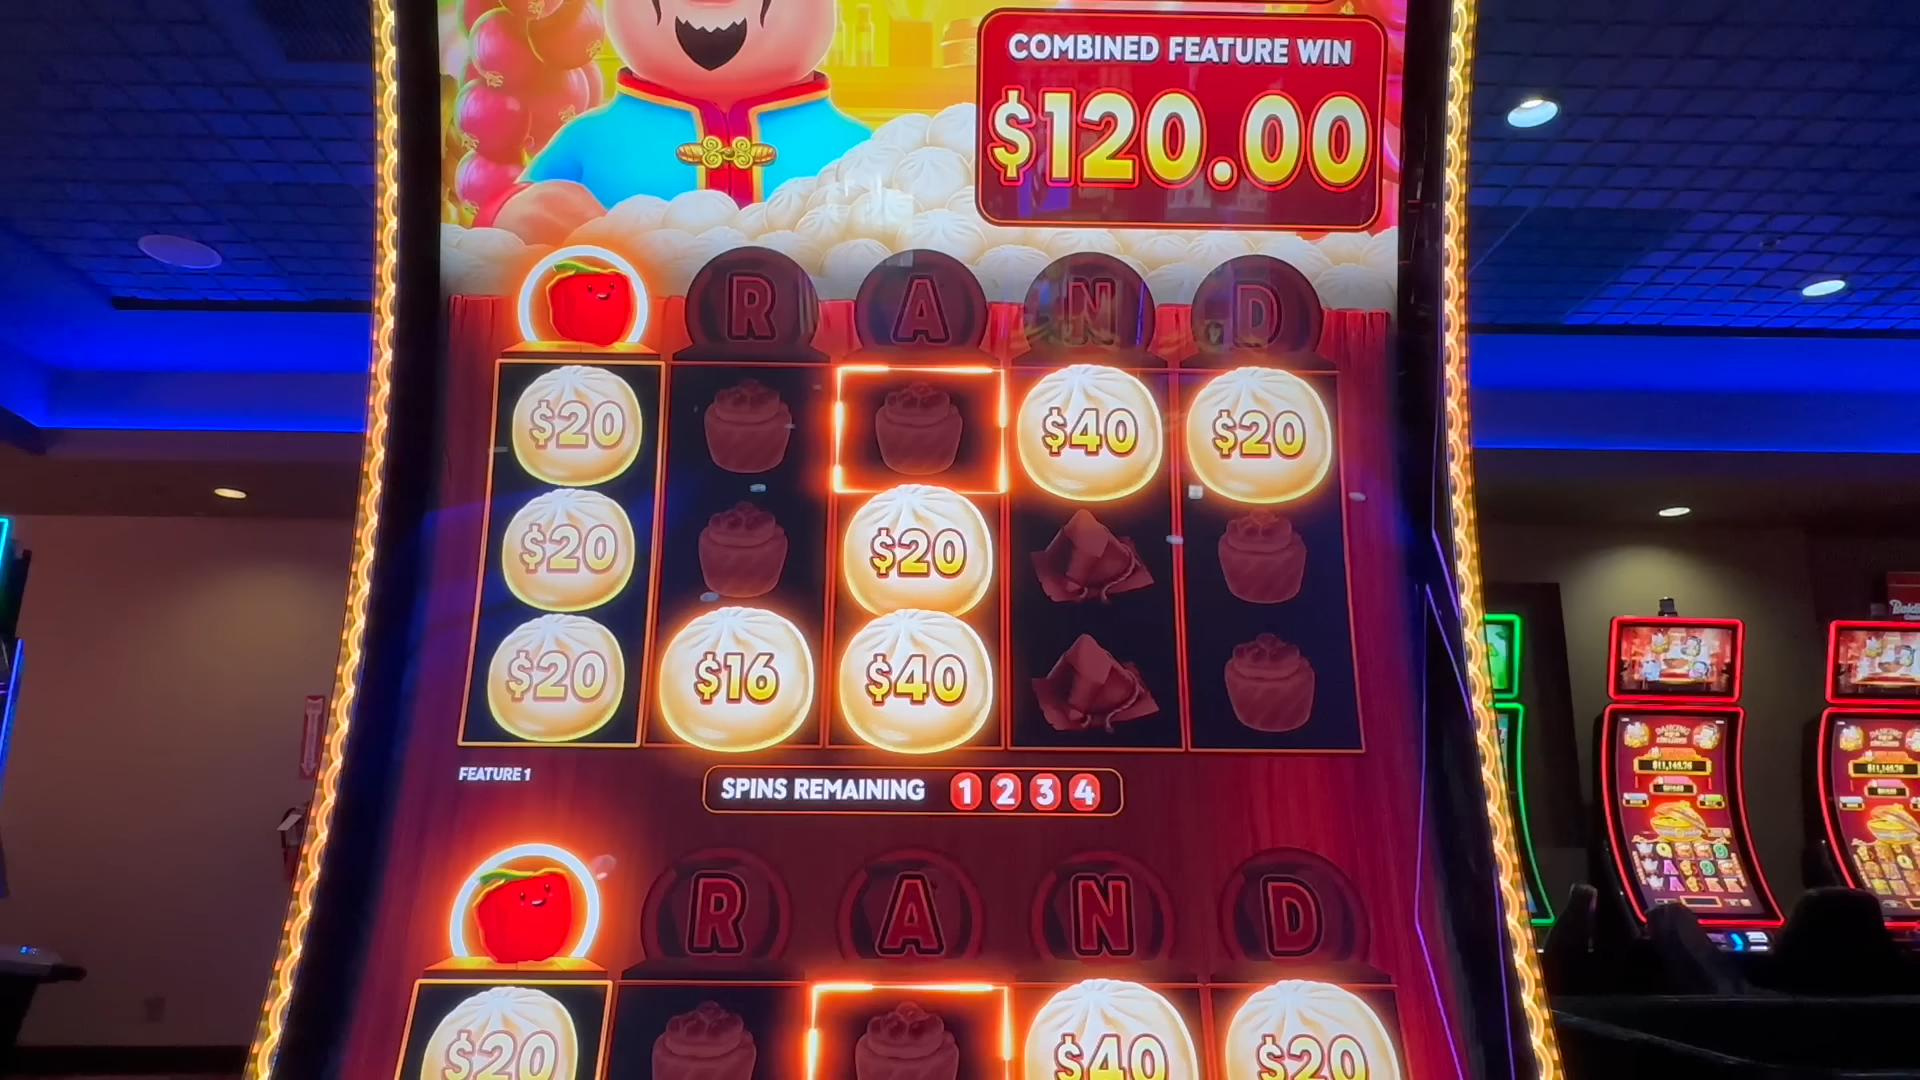 COMBINED FEATURE WIN
$120.00
R A N D
$20 $40 $20
$20 $20
$20 $16 $40
FEATURE 1
SPINS REMAINING 1 2 3 4
R A N D
$20 $40 $20